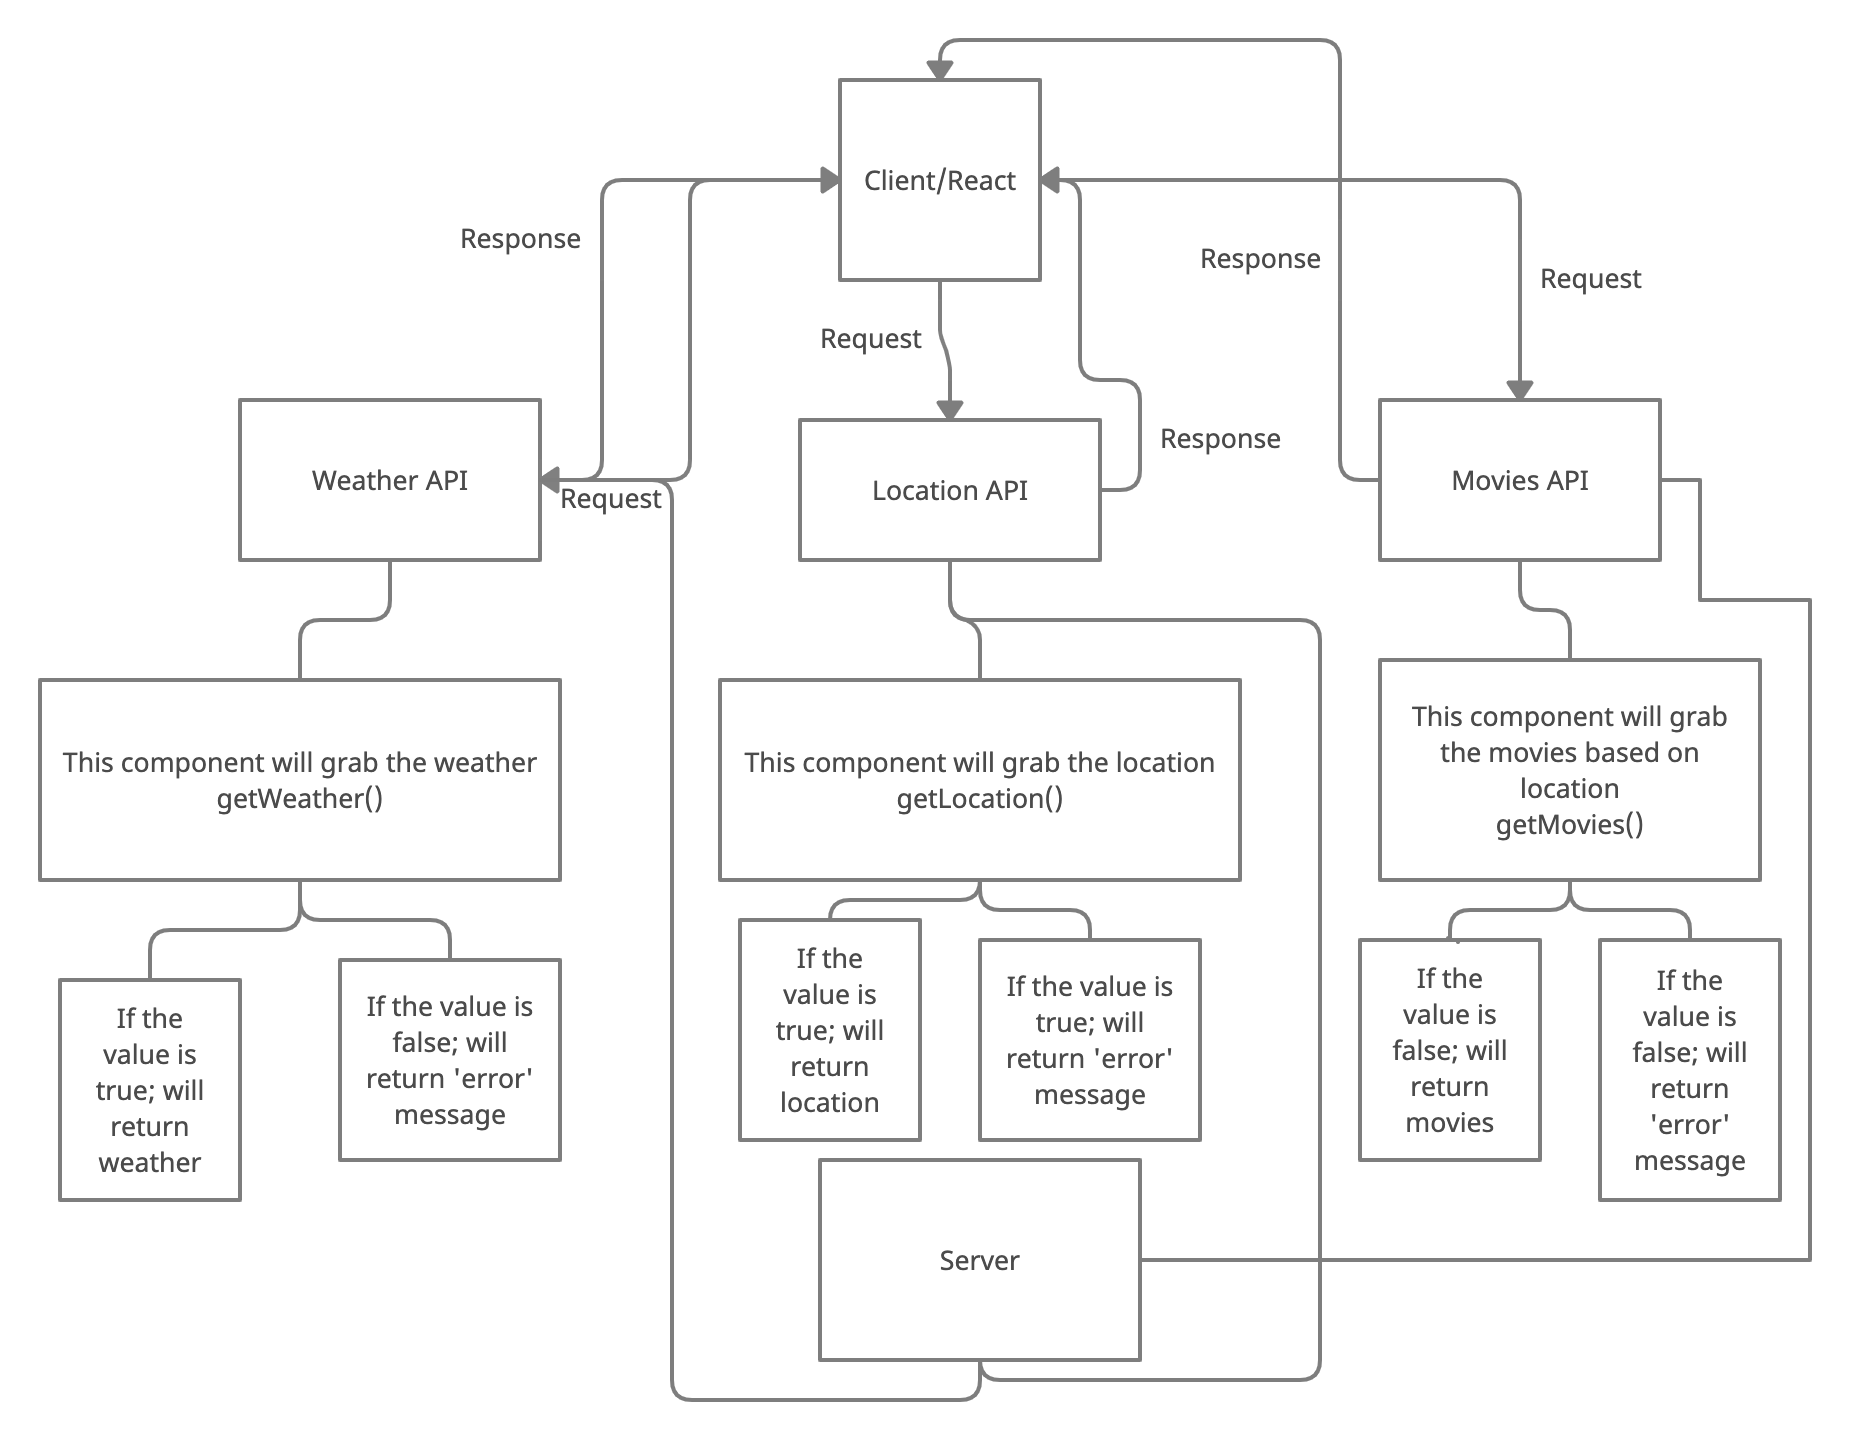 Client/React
Response
Response
Request
Request
Response
Weather API
Request
Location API
Movies API
This component will grab the weather
getWeather()
This component will grab the location
getLocation()
This component will grab
the movies based on
location
getMovies()
If the
value is
true; will
return
weather
If the value is
false; will
return 'error'
message
If the
value is
true; will
return
location
If the value is
true; will
return 'error'
message
If the
value is
false; will
return
movies
If the
value is
false; will
return
'error'
message
Server